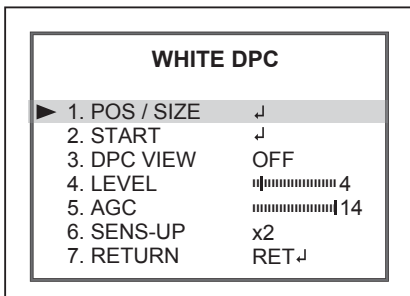 WHITE DPC
1. POS / SIZE ↲
2. START ↲
3. DPC VIEW OFF
4. LEVEL 4
5. AGC 14
6. SENS-UP x2
7. RETURN RET↲